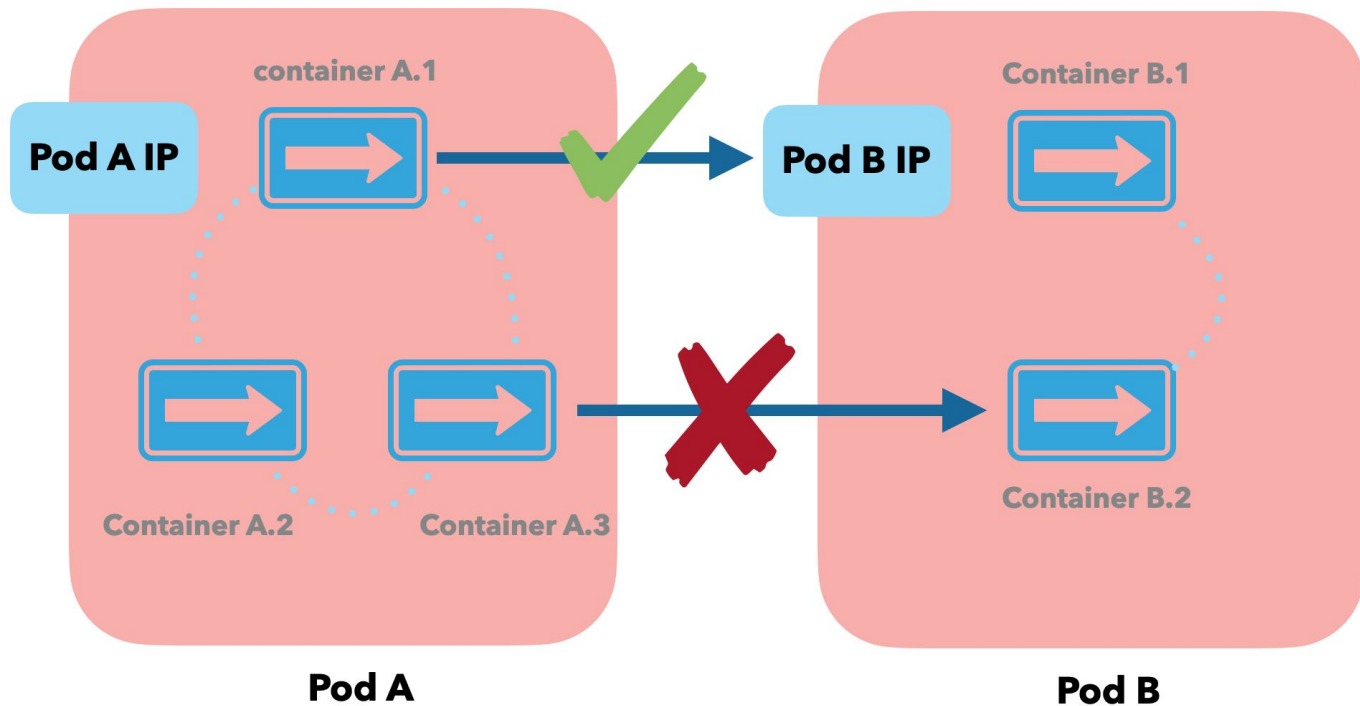 container A.1
Container B.1
Pod A IP
Pod B IP
Container A.2
Container A.3
Container B.2
Pod A
Pod B